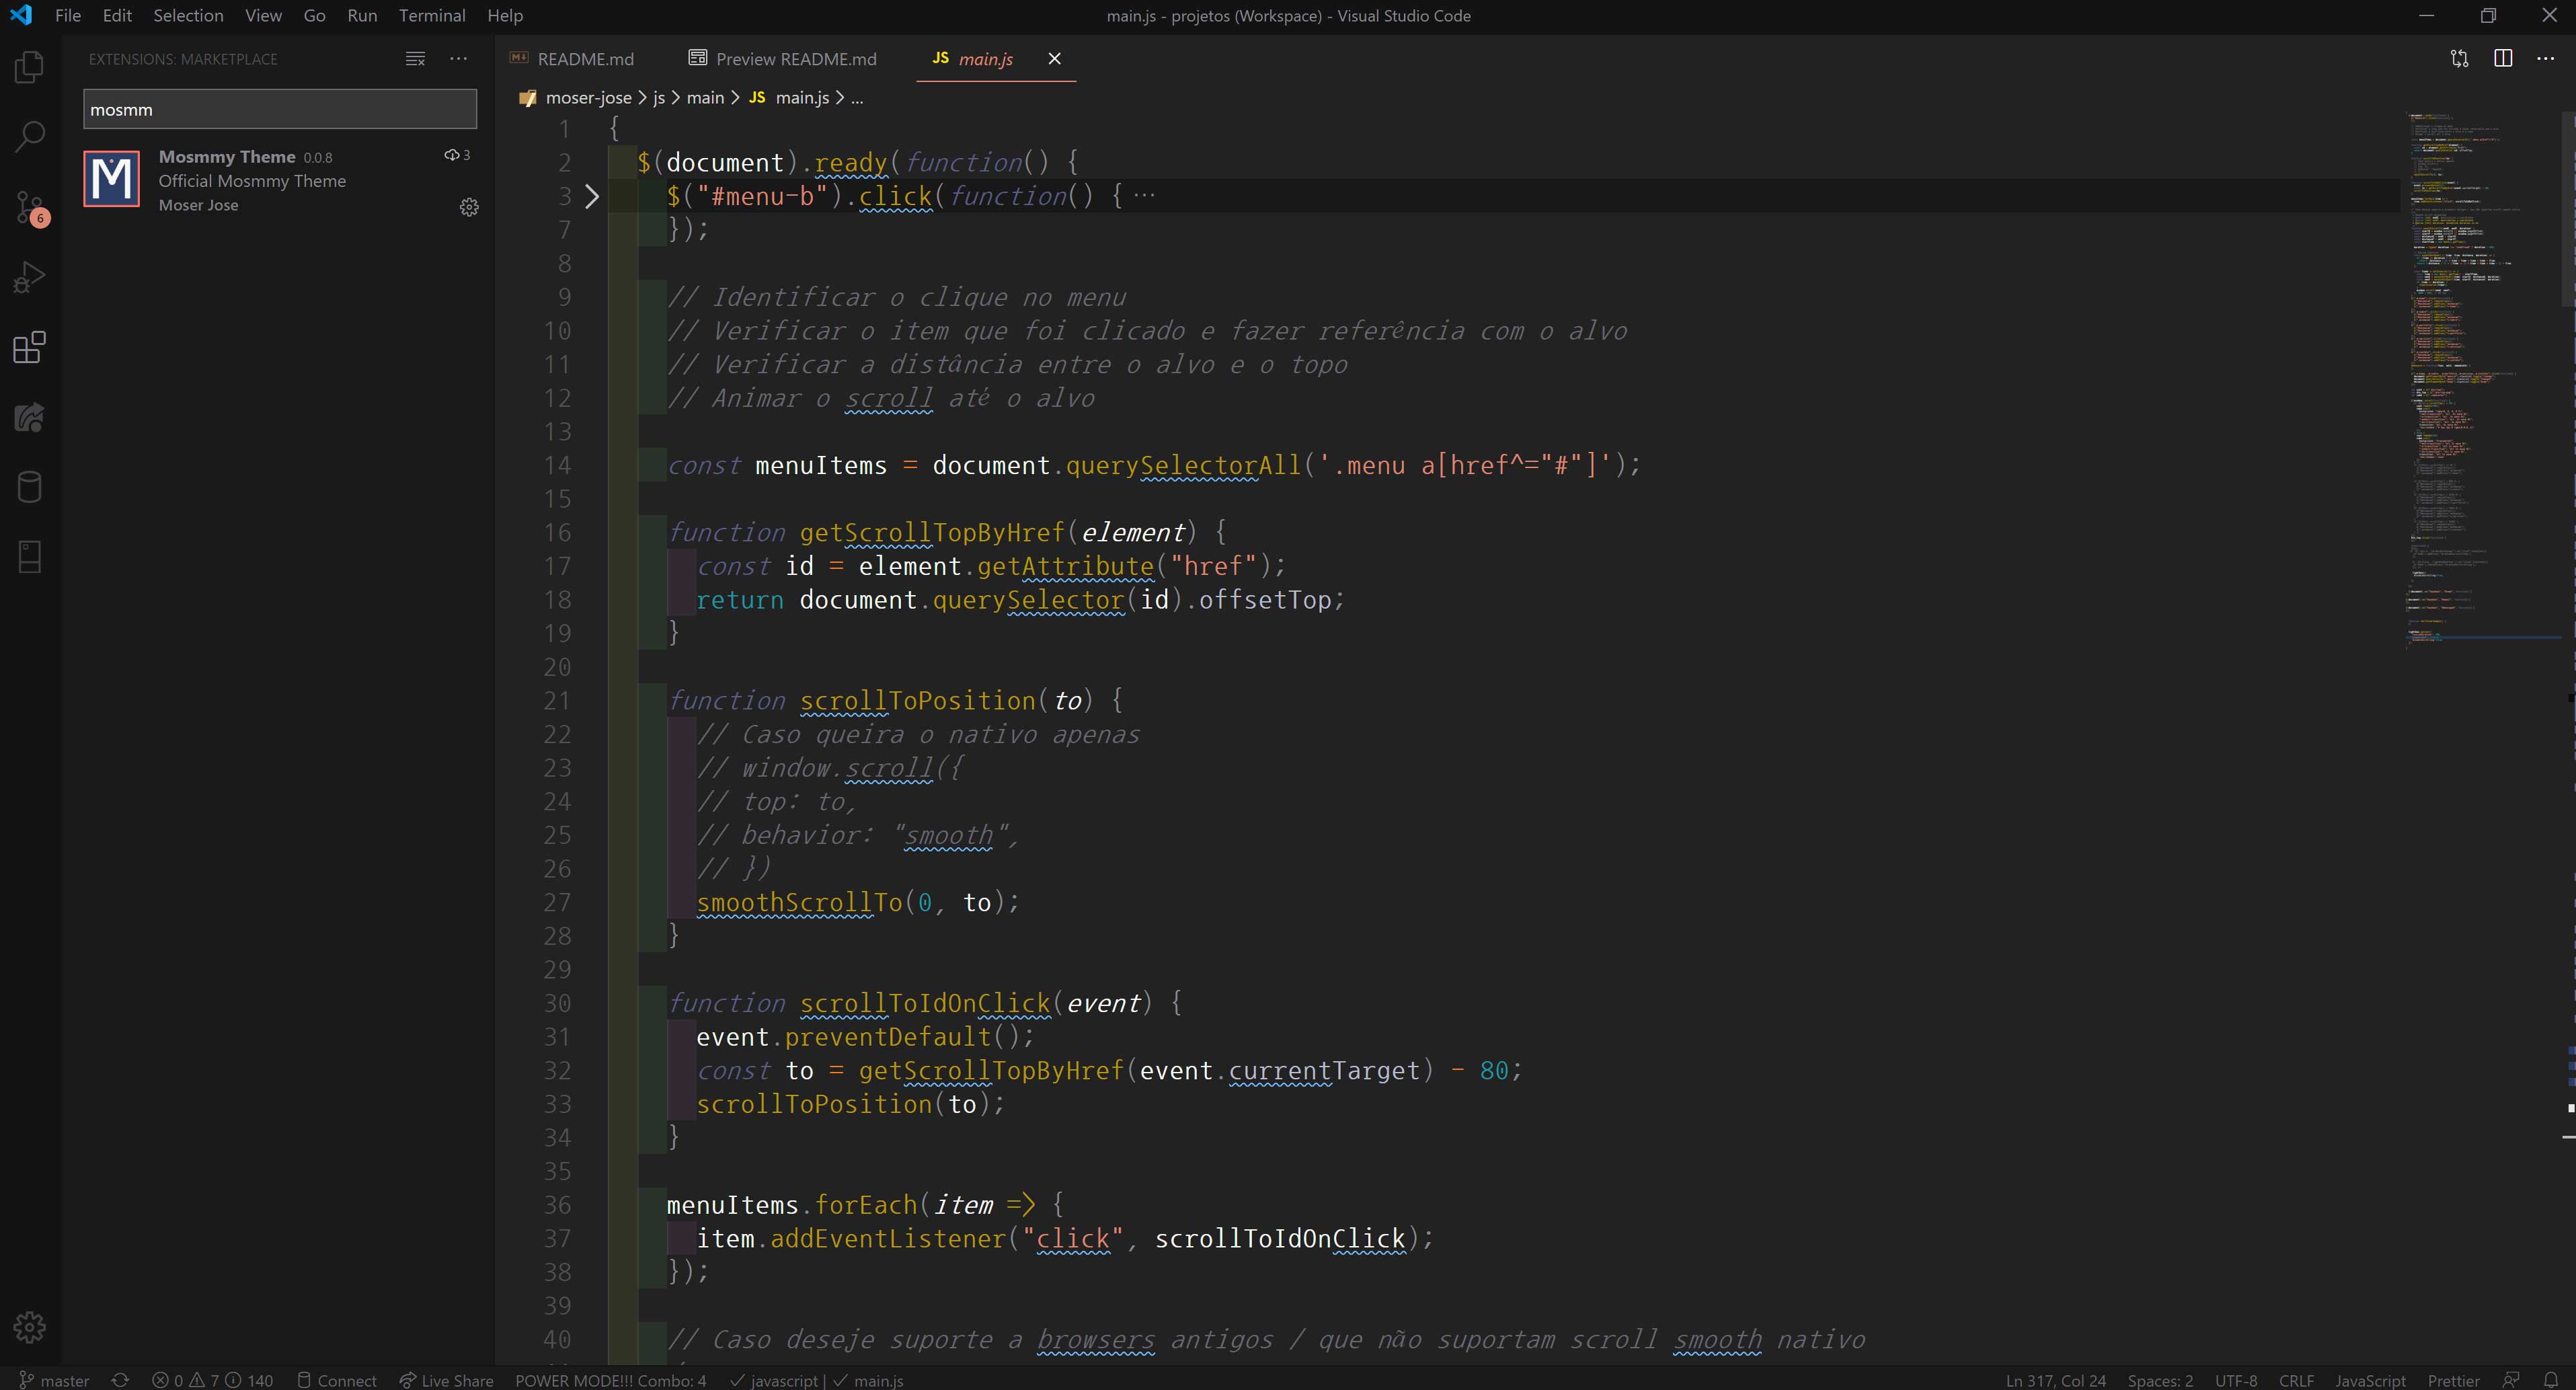 File Edit Selection View Go Run Terminal Help
main.js - projetos (Workspace) - Visual Studio Code
EXTENSIONS: MARKETPLACE
mosmm
Mosmmy Theme 0.0.8 3
Official Mosmmy Theme
Moser Jose
6
README.md Preview README.md JS main.js
moser-jose > js > main > JS main.js > ...
1 {
2 $(document).ready(function() {
3 $("#menu-b").click(function() { ...
7 });
8
9 // Identificar o clique no menu
10 // Verificar o item que foi clicado e fazer referência com o alvo
11 // Verificar a distância entre o alvo e o topo
12 // Animar o scroll até o alvo
13
14 const menuItems = document.querySelectorAll('.menu a[href^="#"]');
15
16 function getScrollTopByHref(element) {
17 const id = element.getAttribute("href");
18 return document.querySelector(id).offsetTop;
19 }
20
21 function scrollToPosition(to) {
22 // Caso queira o nativo apenas
23 // window.scroll({
24 // top: to,
25 // behavior: "smooth",
26 // })
27 smoothScrollTo(0, to);
28 }
29
30 function scrollToIdOnClick(event) {
31 event.preventDefault();
32 const to = getScrollTopByHref(event.currentTarget) - 80;
33 scrollToPosition(to);
34 }
35
36 menuItems.forEach(item => {
37 item.addEventListener("click", scrollToIdOnClick);
38 });
39
40 // Caso deseje suporte a browsers antigos / que não suportam scroll smooth nativo
master 0 7 140 Connect Live Share POWER MODE!!! Combo: 4 ✓ javascript | ✓ main.js
Ln 317, Col 24 Spaces: 2 UTF-8 CRLF JavaScript Prettier